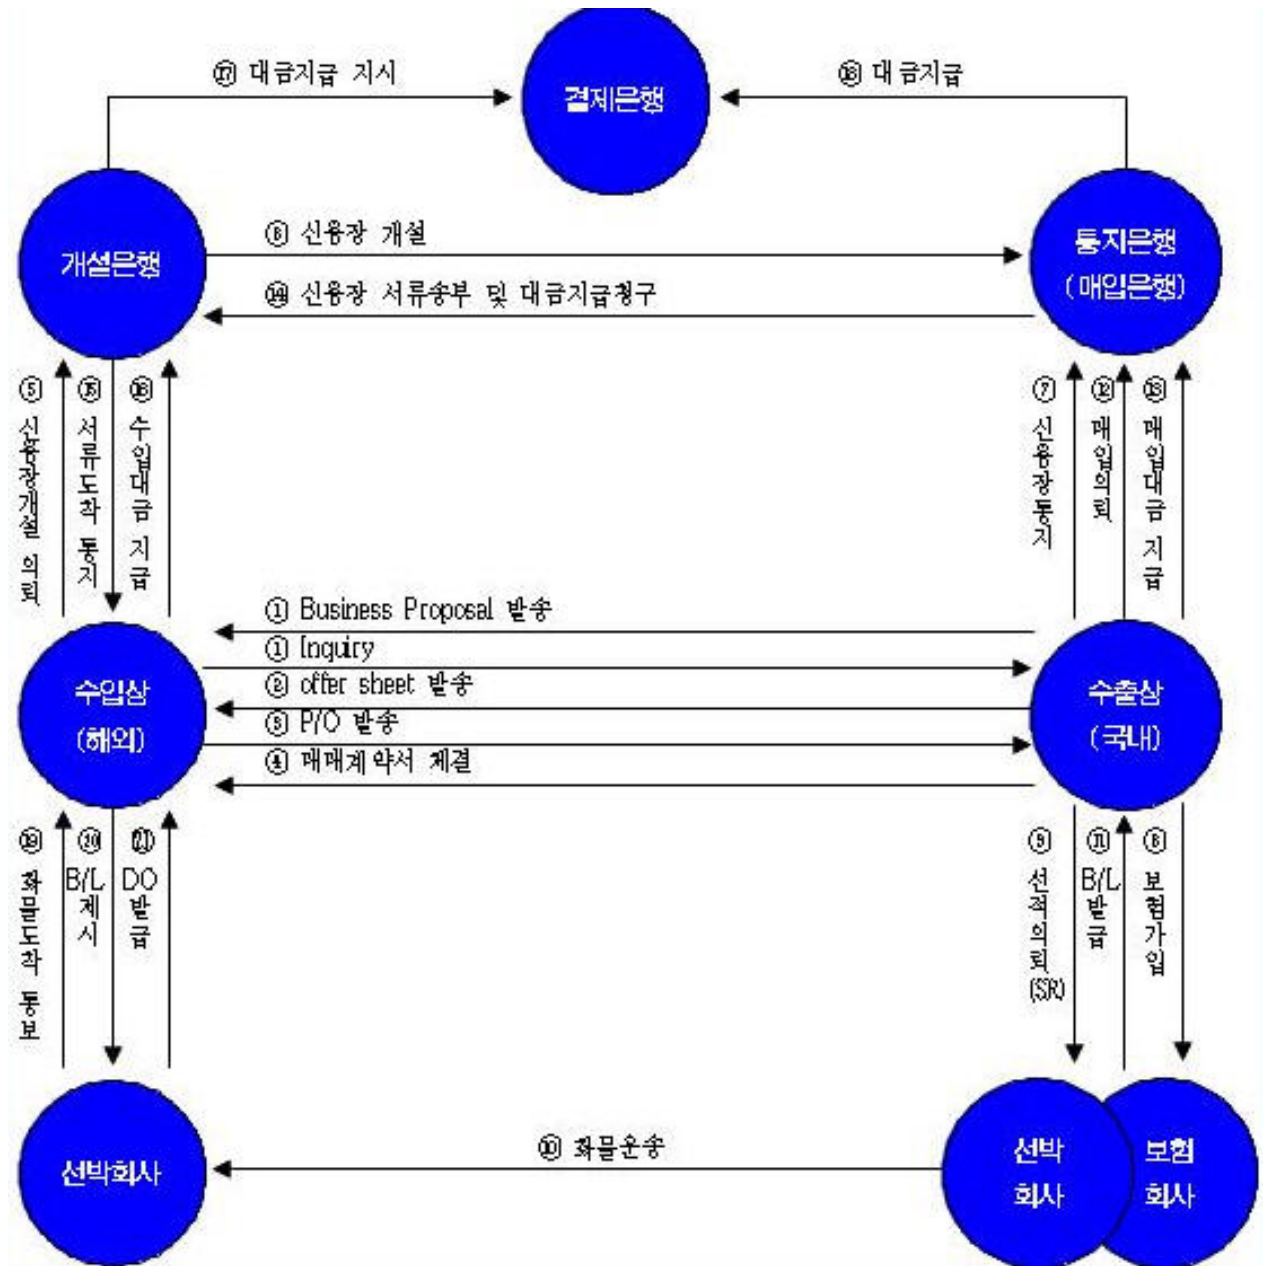 ⑰ 대금지급 지시
⑱ 대금지급
결제은행
개설은행
⑥ 신용장 개설
⑭ 신용장 서류송부 및 대금지급청구
통지은행
(매입은행)
⑤ 신용장개설 의뢰
⑮ 서류도착 통지
⑯ 수입대금 지급
⑦ 신용장통지
⑫ 매입의뢰
⑬ 매입대금 지급
① Business Proposal 발송
① Inquiry
② offer sheet 발송
③ P/O 발송
④ 매매계약서 체결
수입상
(해외)
수출상
(국내)
⑲ 화물도착 통보
⑳ B/L 제시
(21) DO 발급
⑨ 선적의뢰 (SR)
⑪ B/L 발급
⑧ 보험가입
선박회사
⑩ 화물운송
선박
회사
보험
회사